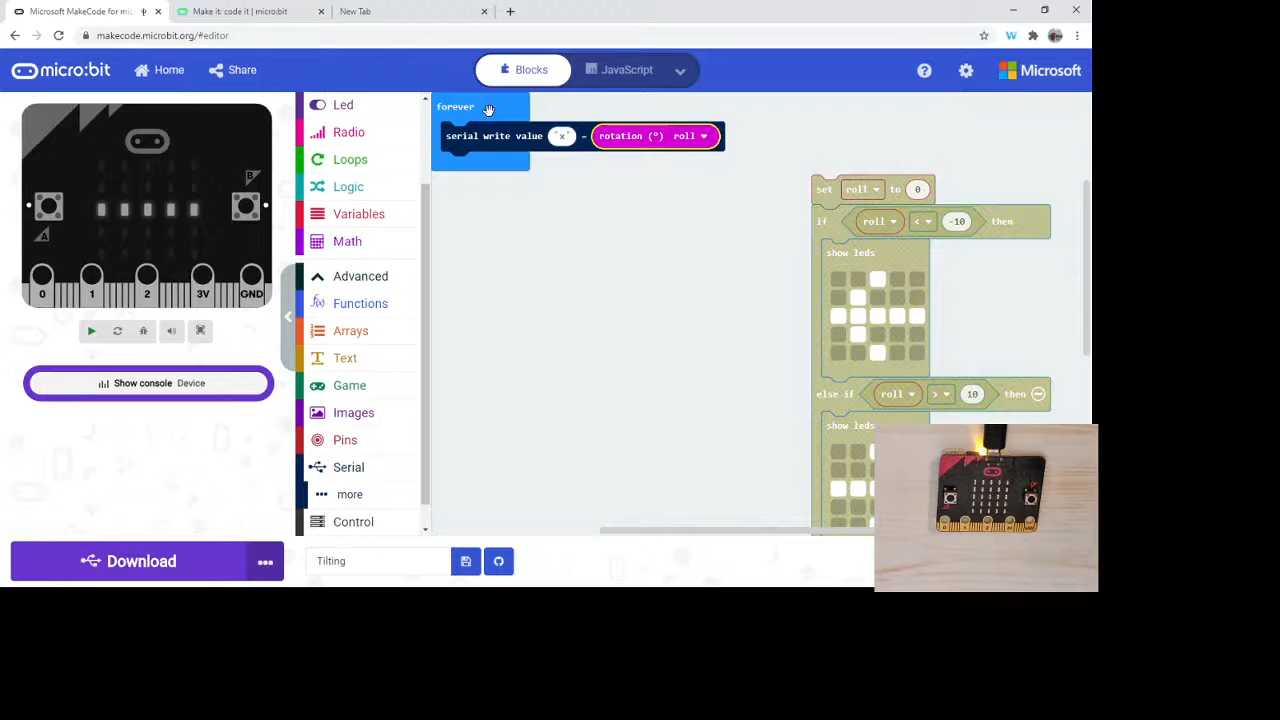 Microsoft MakeCode for mic
Make it: code it | micro:bit
New Tab
makecode.microbit.org/#editor
micro:bit
Home
Share
Blocks
JavaScript
Microsoft
Led
Radio
Loops
Logic
Variables
Math
Advanced
Functions
Arrays
Text
Game
Images
Pins
Serial
more
Control
forever
serial write value "x" = rotation (°) roll
set roll to 0
if roll < -10 then
show leds
else if roll > 10 then
show leds
A
B
0 1 2 3V GND
Show console Device
Download
Tilting